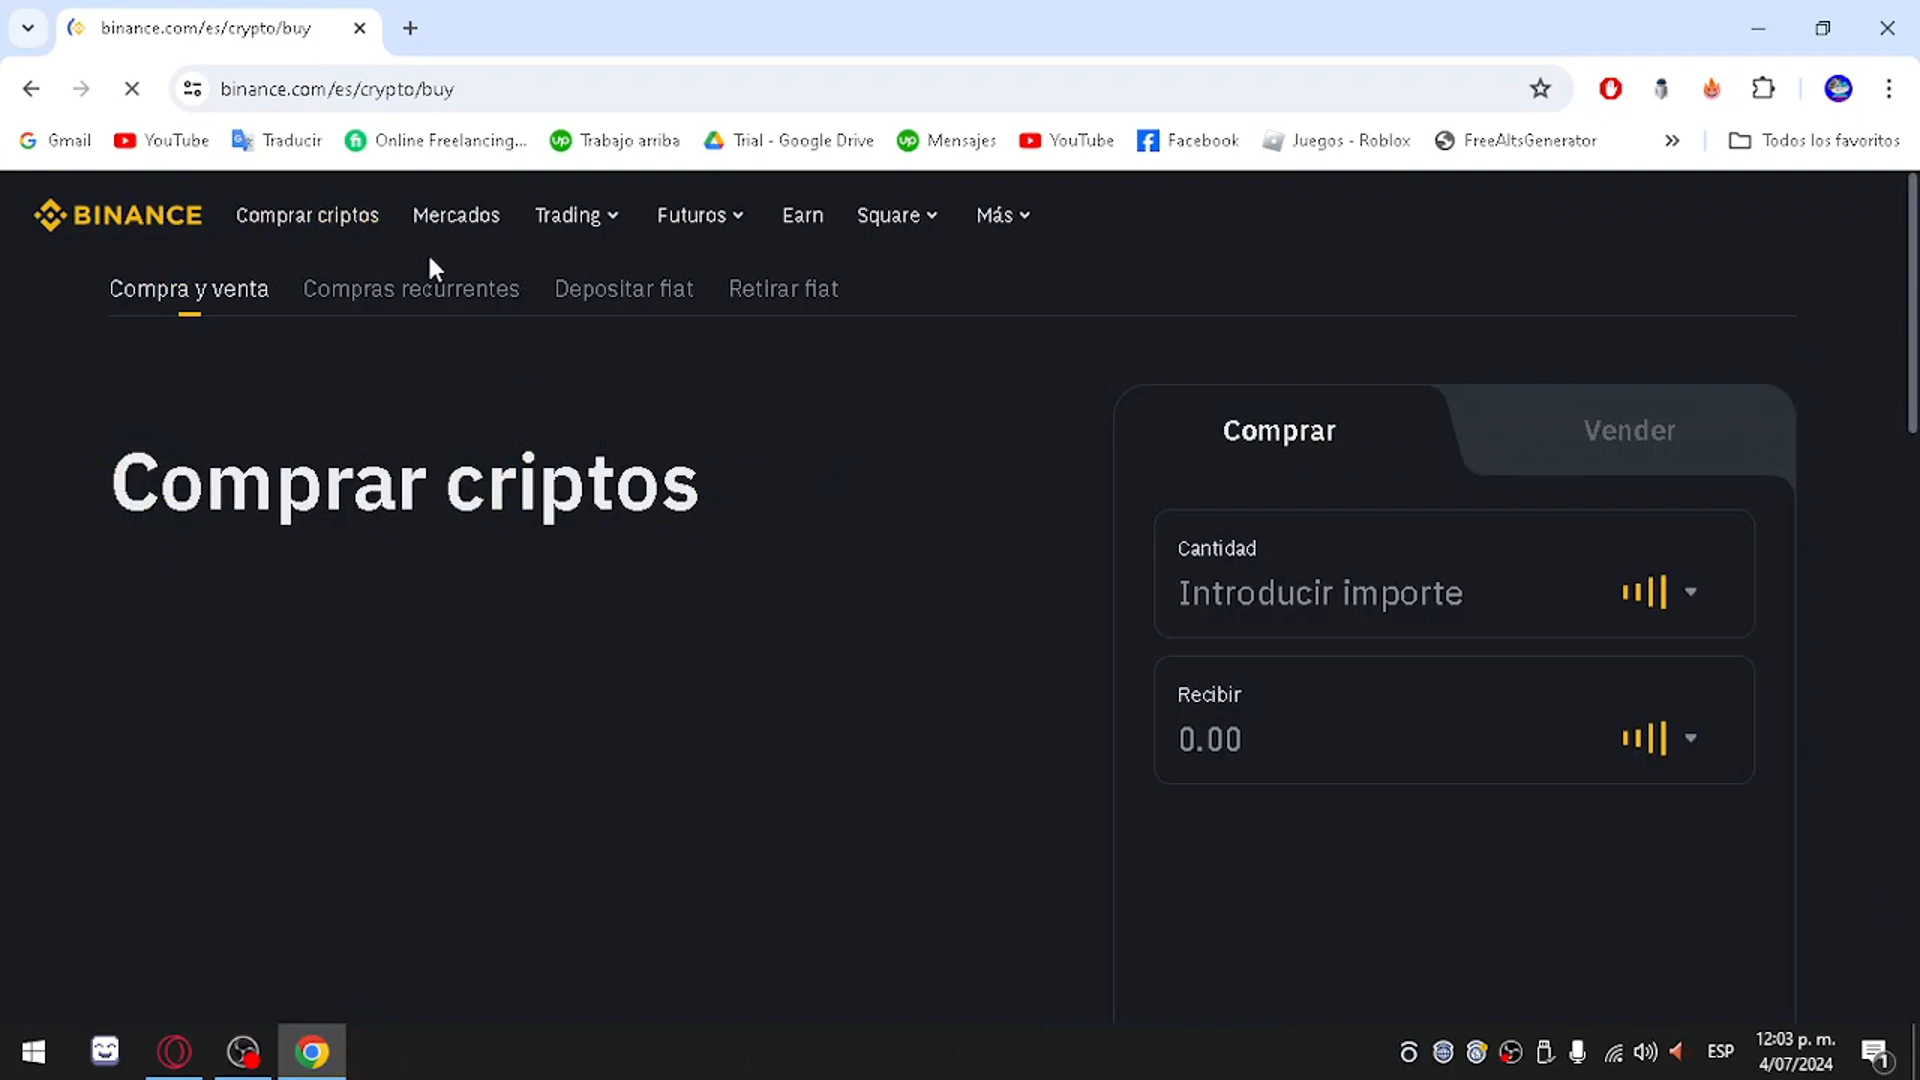 binance.com/es/crypto/buy
binance.com/es/crypto/buy
Gmail YouTube Traducir Online Freelancing... Trabajo arriba Trial - Google Drive Mensajes YouTube Facebook Juegos - Roblox FreeAltsGenerator Todos los favoritos
BINANCE Comprar criptos Mercados Trading Futuros Earn Square Más
Compra y venta Compras recurrentes Depositar fiat Retirar fiat
Comprar Vender
Comprar criptos
Cantidad
Introducir importe
Recibir
0.00
ESP
12:03 p. m.
4/07/2024
1